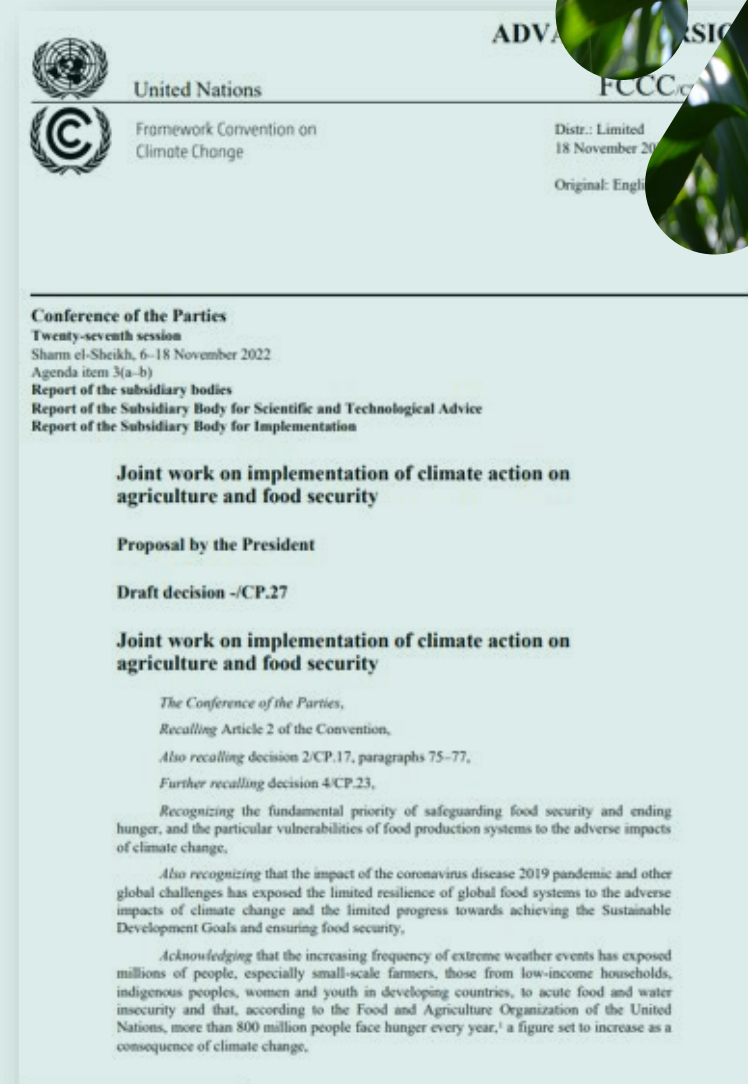 ADVA RSIO
United Nations
FCCC/C
Framework Convention on
Climate Change
Distr.: Limited
18 November 20
Original: Engli
Conference of the Parties
Twenty-seventh session
Sharm el-Sheikh, 6–18 November 2022
Agenda item 3(a–b)
Report of the subsidiary bodies
Report of the Subsidiary Body for Scientific and Technological Advice
Report of the Subsidiary Body for Implementation
Joint work on implementation of climate action on
agriculture and food security
Proposal by the President
Draft decision -/CP.27
Joint work on implementation of climate action on
agriculture and food security
The Conference of the Parties,
Recalling Article 2 of the Convention,
Also recalling decision 2/CP.17, paragraphs 75–77,
Further recalling decision 4/CP.23,
Recognizing the fundamental priority of safeguarding food security and ending
hunger, and the particular vulnerabilities of food production systems to the adverse impacts
of climate change,
Also recognizing that the impact of the coronavirus disease 2019 pandemic and other
global challenges has exposed the limited resilience of global food systems to the adverse
impacts of climate change and the limited progress towards achieving the Sustainable
Development Goals and ensuring food security,
Acknowledging that the increasing frequency of extreme weather events has exposed
millions of people, especially small-scale farmers, those from low-income households,
indigenous peoples, women and youth in developing countries, to acute food and water
insecurity and that, according to the Food and Agriculture Organization of the United
Nations, more than 800 million people face hunger every year,¹ a figure set to increase as a
consequence of climate change,